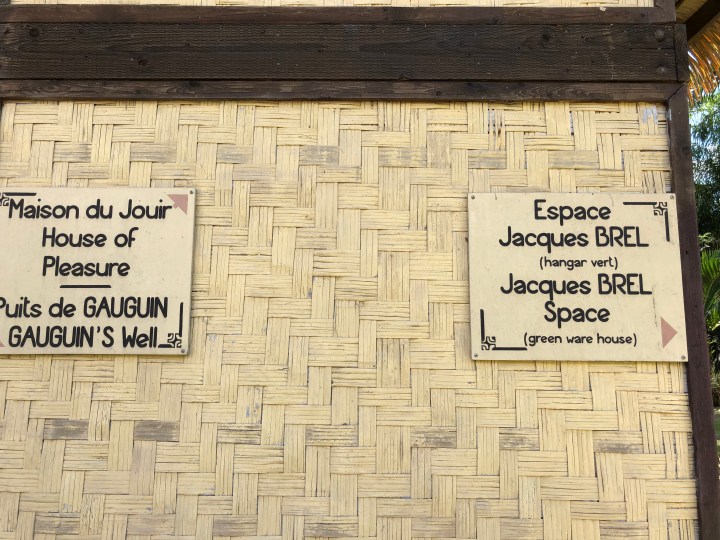 Maison du Jouir
House of
Pleasure
Puits de GAUGUIN
GAUGUIN'S Well
Espace
Jacques BREL
(hangar vert)
Jacques BREL
Space
(green ware house)